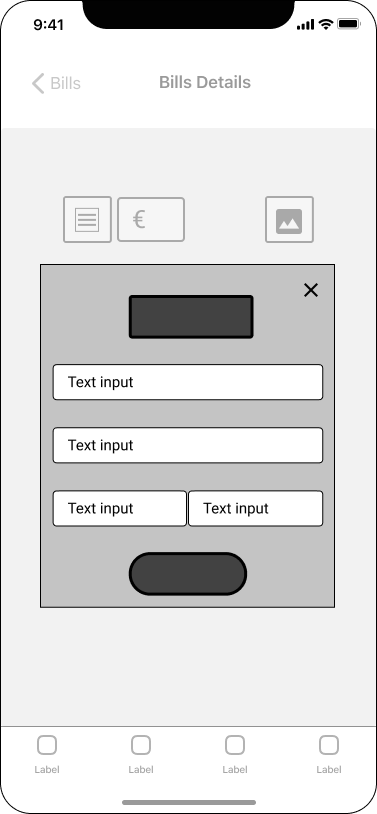 9:41
Bills
Bills Details
€
Text input
Text input
Text input Text input
Label Label Label Label